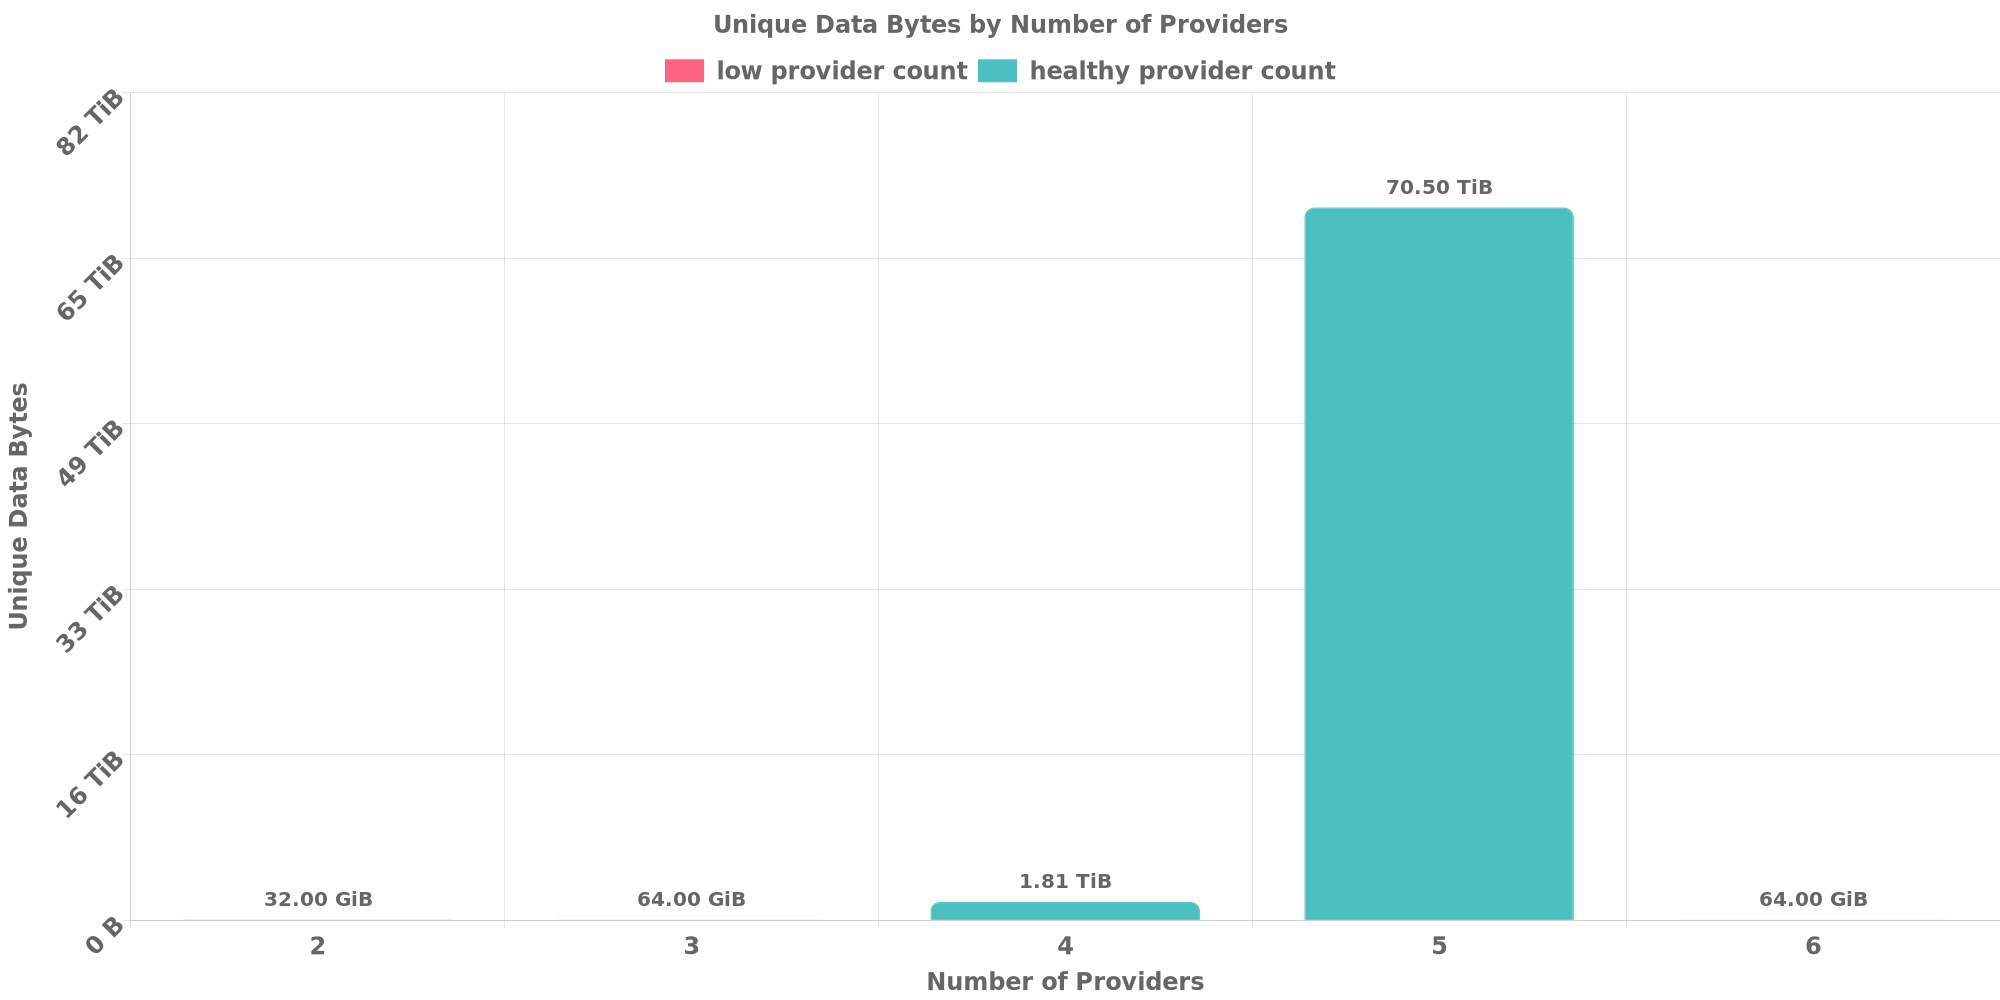 Unique Data Bytes by Number of Providers
low provider count healthy provider count
82 TiB
65 TiB
49 TiB
33 TiB
16 TiB
0 B
Unique Data Bytes
32.00 GiB
64.00 GiB
1.81 TiB
70.50 TiB
64.00 GiB
2 3 4 5 6
Number of Providers